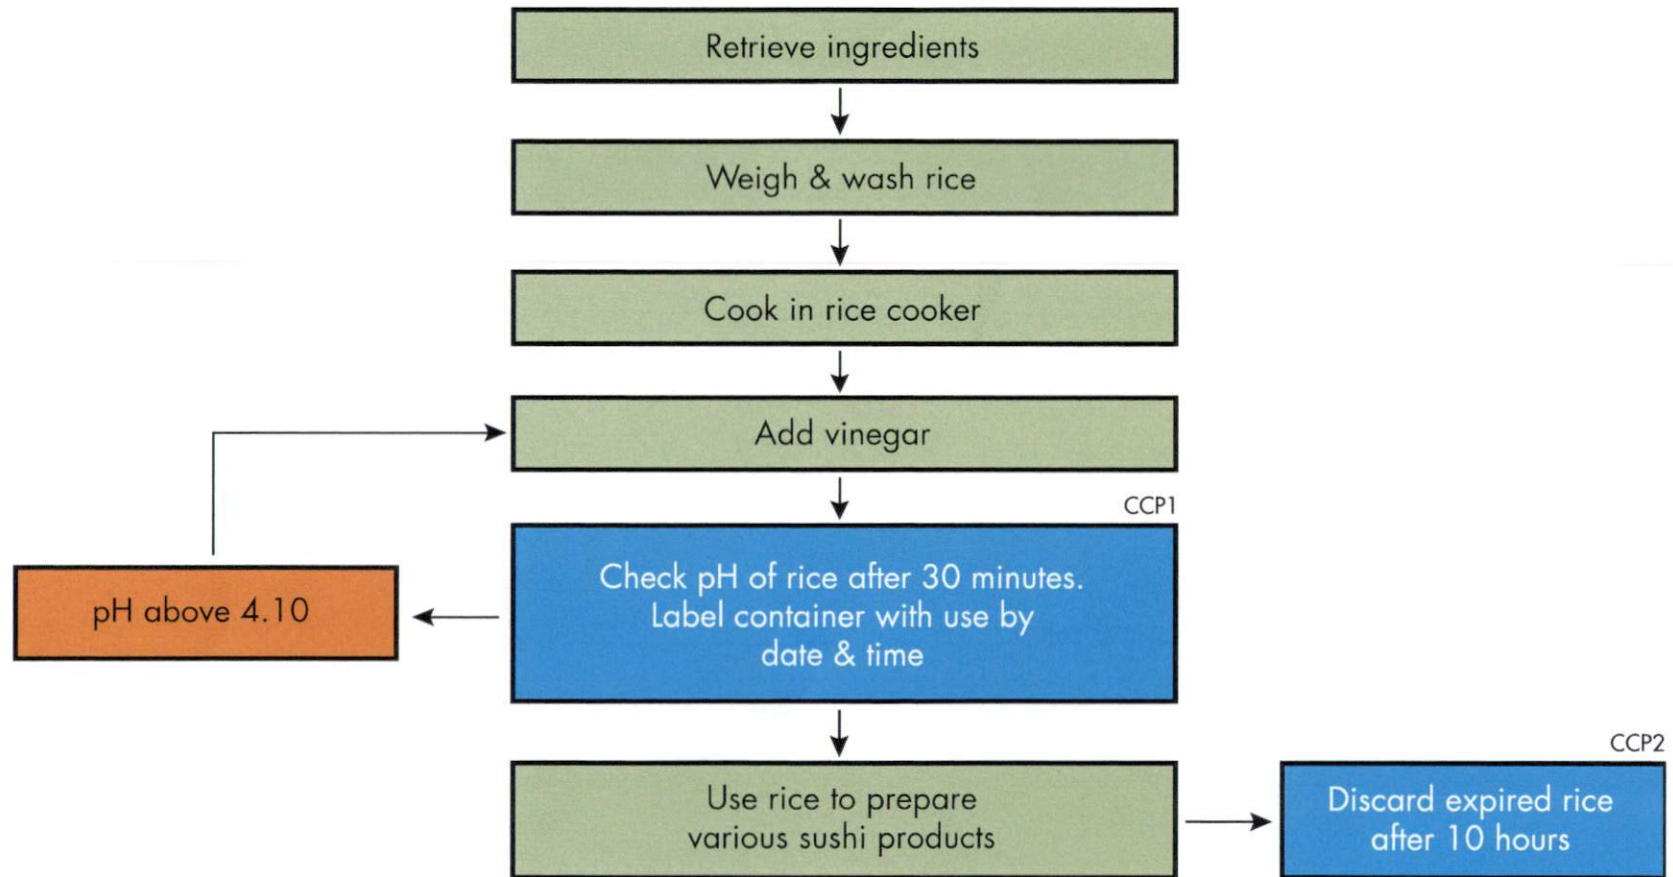 Retrieve ingredients
Weigh & wash rice
Cook in rice cooker
Add vinegar
CCP1
Check pH of rice after 30 minutes.
Label container with use by
date & time
pH above 4.10
CCP2
Use rice to prepare
various sushi products
Discard expired rice
after 10 hours